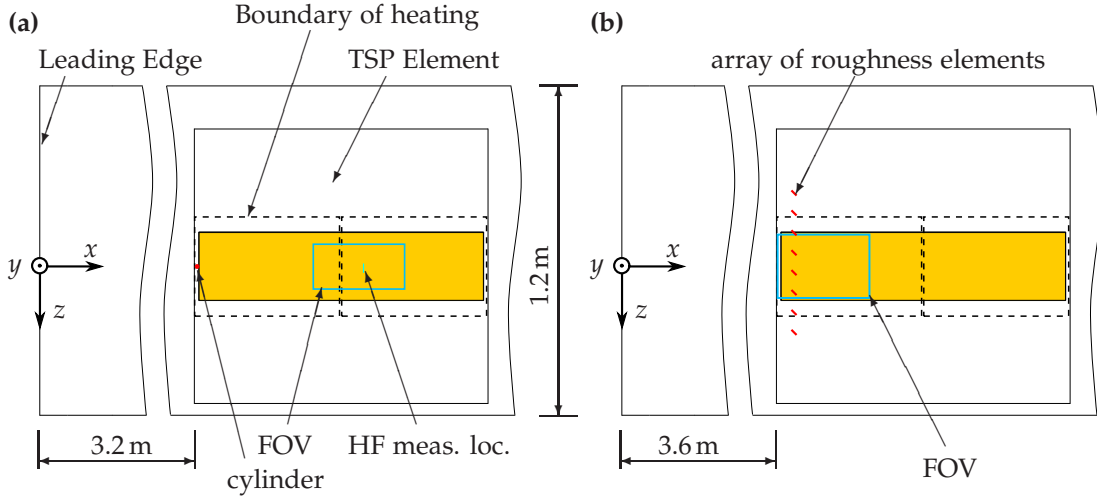 (a)
Boundary of heating
Leading Edge
TSP Element
y
x
z
1.2 m
3.2 m
FOV
HF meas. loc.
cylinder
(b)
array of roughness elements
y
x
z
3.6 m
FOV